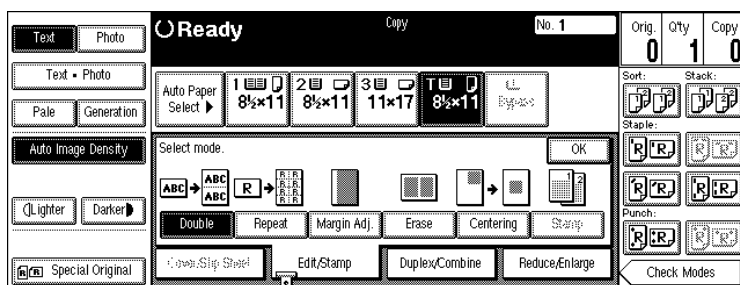 Text
Photo
Text • Photo
Pale
Generation
Auto Image Density
Lighter
Darker
Special Original
Ready
Copy
No. 1
Auto Paper
Select ▶
1
8½×11
2
8½×11
3
11×17
T
8½×11
Bypass
Select mode.
OK
ABC
ABC
ABC
R
R R
R R
R R
R R
1 2
Double
Repeat
Margin Adj.
Erase
Centering
Stamp
Cover/Slip Sheet
Edit/Stamp
Duplex/Combine
Reduce/Enlarge
Orig.
Q'ty
Copy
0
1
0
Sort:
Stack:
Staple:
Punch:
Check Modes